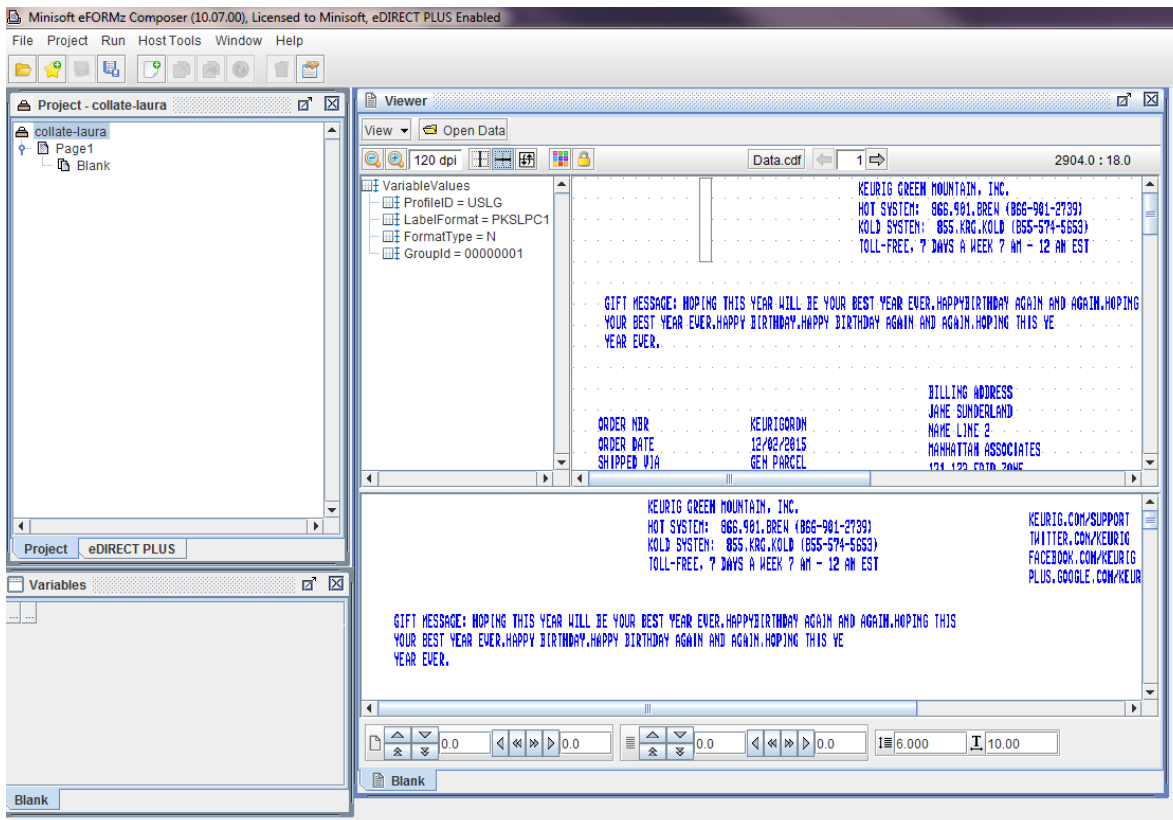 Minisoft eFORMz Composer (10.07.00), Licensed to Minisoft, eDIRECT PLUS Enabled
File Project Run Host Tools Window Help
Project - collate-laura
collate-laura
Page1
Blank
Project eDIRECT PLUS
Variables
... ...
Blank
Viewer
View Open Data
120 dpi Data.cdf 1 2904.0 : 18.0
VariableValues
ProfileID = USLG
LabelFormat = PKSLPC1
FormatType = N
GroupId = 00000001
KEURIG GREEN MOUNTAIN, INC.
HOT SYSTEM: 866.901.BREW (866-901-2739)
KOLD SYSTEM: 855.KRG.KOLD (855-574-5653)
TOLL-FREE, 7 DAYS A WEEK 7 AM - 12 AM EST
GIFT MESSAGE: HOPING THIS YEAR WILL BE YOUR BEST YEAR EVER.HAPPYBIRTHDAY AGAIN AND AGAIN.HOPING
YOUR BEST YEAR EVER.HAPPY BIRTHDAY.HAPPY BIRTHDAY AGAIN AND AGAIN.HOPING THIS YE
YEAR EVER.
BILLING ADDRESS
JANE SUNDERLAND
ORDER NBR KEURIGORDN NAME LINE 2
ORDER DATE 12/02/2015 MANHATTAN ASSOCIATES
SHIPPED VIA GEN PARCEL
KEURIG GREEN MOUNTAIN, INC.
HOT SYSTEM: 866.901.BREW (866-901-2739)
KOLD SYSTEM: 855.KRG.KOLD (855-574-5653)
TOLL-FREE, 7 DAYS A WEEK 7 AM - 12 AM EST
KEURIG.COM/SUPPORT
TWITTER.COM/KEURIG
FACEBOOK.COM/KEURIG
PLUS.GOOGLE.COM/KEUR
GIFT MESSAGE: HOPING THIS YEAR WILL BE YOUR BEST YEAR EVER.HAPPYBIRTHDAY AGAIN AND AGAIN.HOPING THIS
YOUR BEST YEAR EVER.HAPPY BIRTHDAY.HAPPY BIRTHDAY AGAIN AND AGAIN.HOPING THIS YE
YEAR EVER.
0.0 0.0 0.0 0.0 6.000 10.00
Blank